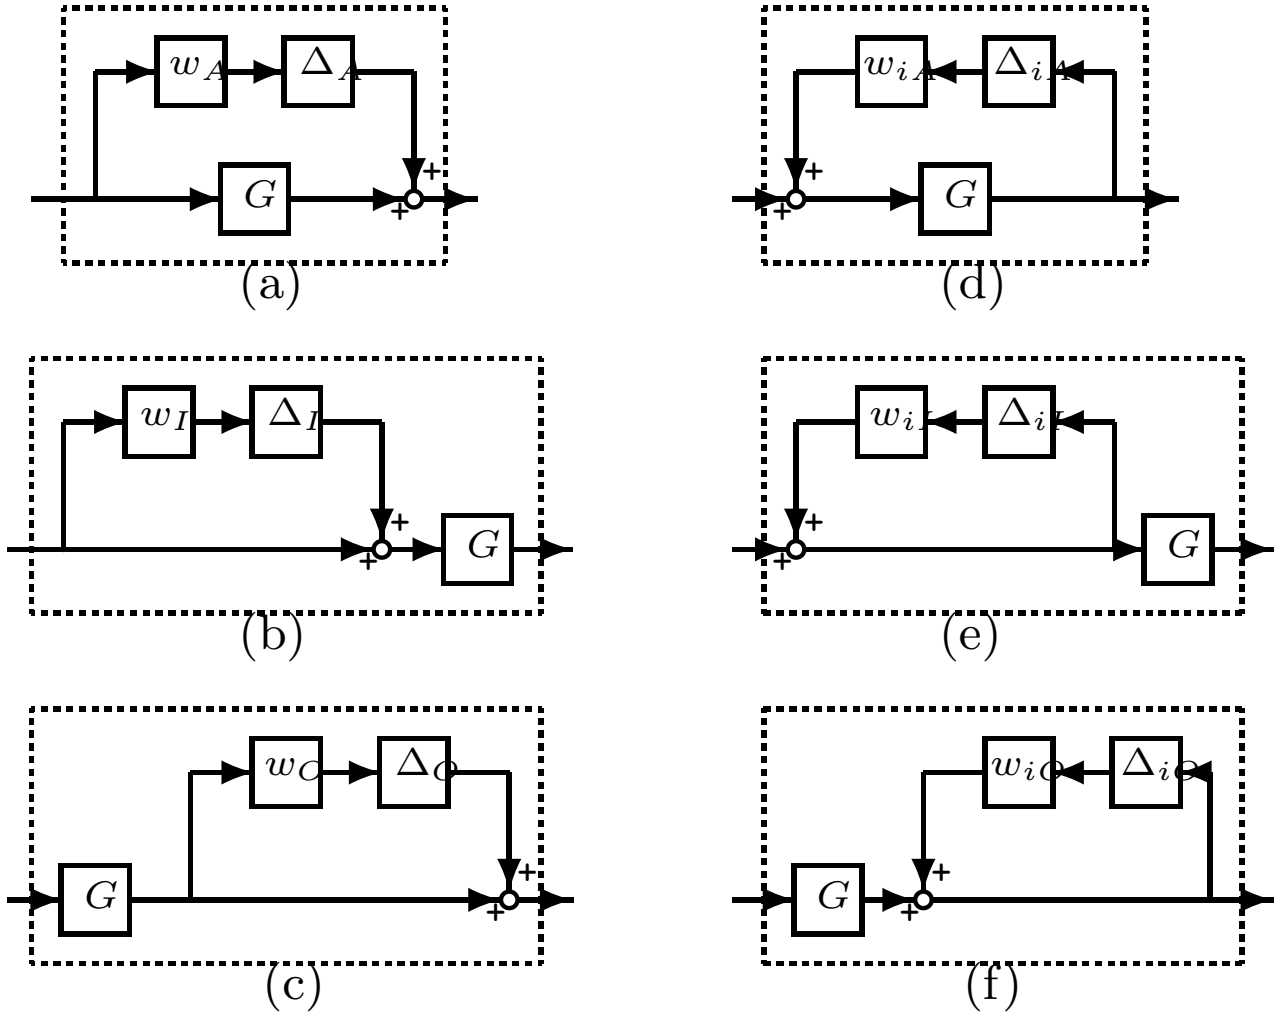 w_A Δ_A
+
G
+
(a)
w_{iA} Δ_{iA}
+
G
+
(d)
w_I Δ_I
+
G
+
(b)
w_{iI} Δ_{iI}
+
G
+
(e)
w_O Δ_O
+
G
+
(c)
w_{iO} Δ_{iO}
+
G
+
(f)